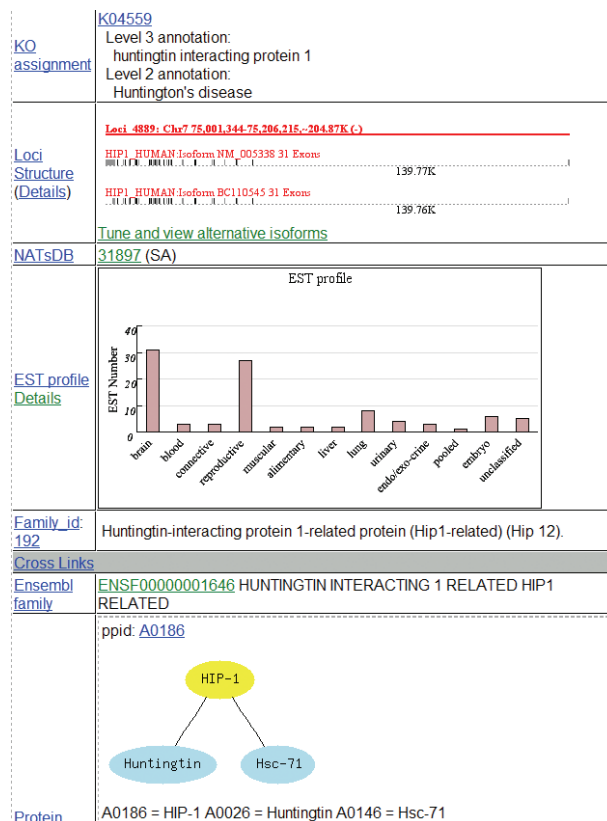 KO assignment
K04559
Level 3 annotation:
huntingtin interacting protein 1
Level 2 annotation:
Huntington's disease
Loci Structure (Details)
Loci_4889: Chr7 75,001,344-75,206,215,~204.87K (-)
HIP1_HUMAN:Isoform NM_005338 31 Exons
139.77K
HIP1_HUMAN:Isoform BC110545 31 Exons
139.76K
Tune and view alternative isoforms
NATsDB
31897 (SA)
EST profile
Details
EST profile
EST Number
40
30
20
10
0
brain
blood
connective
reproductive
muscular
alimentary
liver
lung
urinary
endo/exo-crine
pooled
embryo
unclassified
Family_id:
192
Huntingtin-interacting protein 1-related protein (Hip1-related) (Hip 12).
Cross Links
Ensembl
family
ENSF00000001646 HUNTINGTIN INTERACTING 1 RELATED HIP1
RELATED
ppid: A0186
HIP-1
Huntingtin
Hsc-71
Protein
A0186 = HIP-1 A0026 = Huntingtin A0146 = Hsc-71